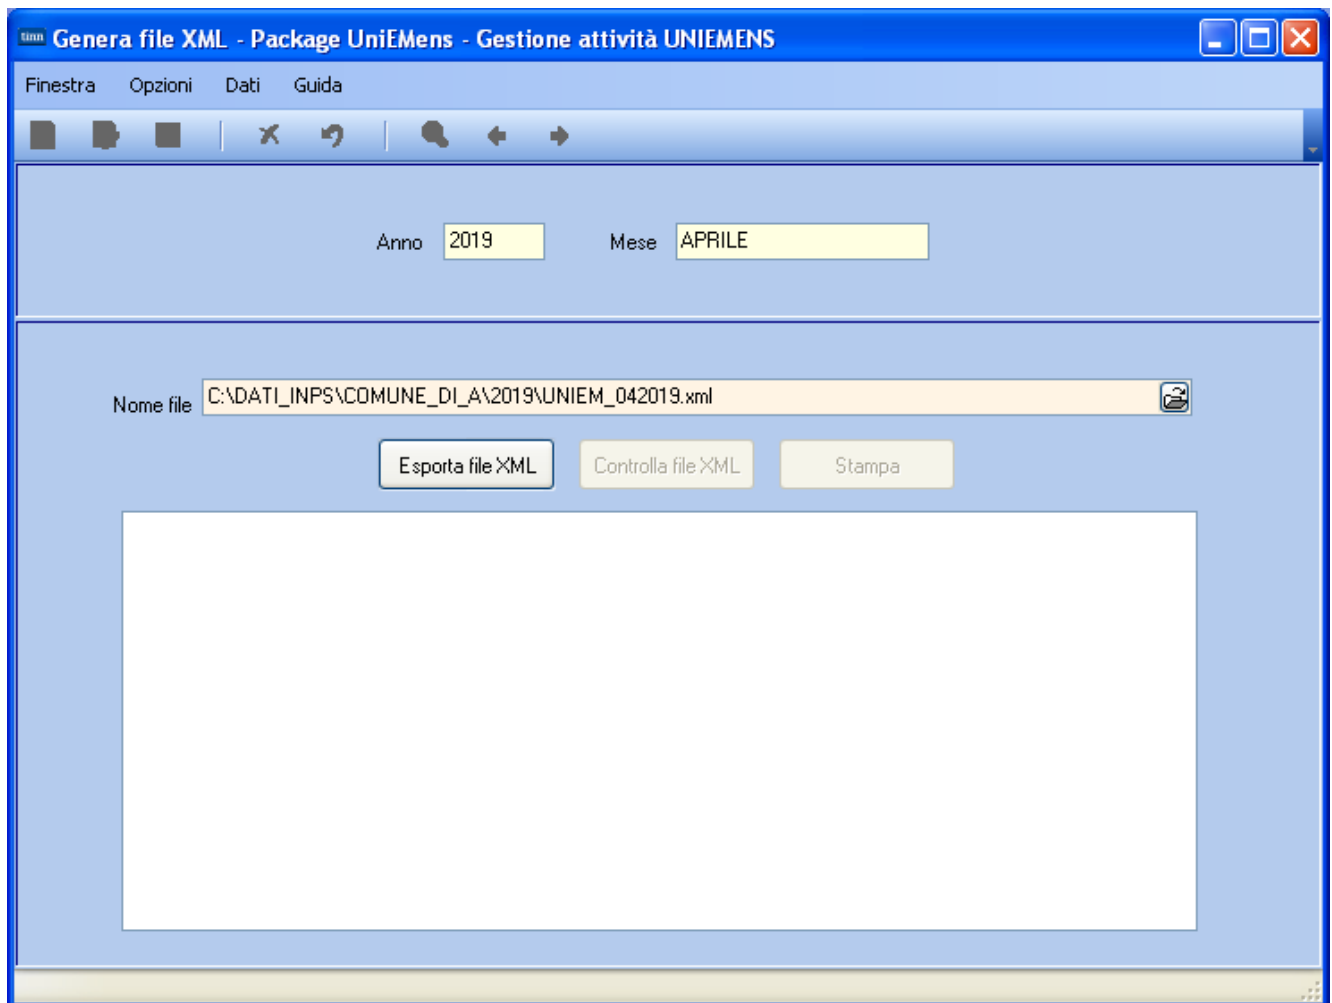 tinn Genera file XML - Package UniEMens - Gestione attività UNIEMENS
Finestra Opzioni Dati Guida
Anno 2019 Mese APRILE
Nome file C:\DATI_INPS\COMUNE_DI_A\2019\UNIEM_042019.xml
Esporta file XML Controlla file XML Stampa